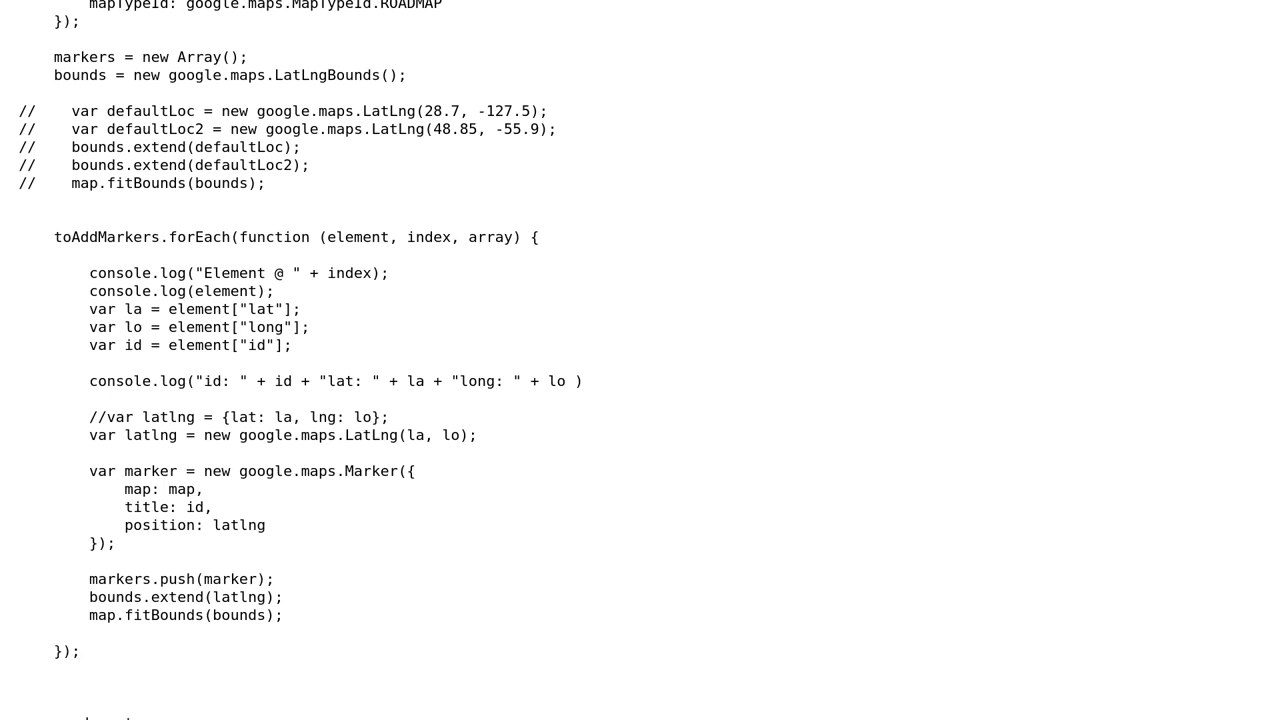 mapTypeId: google.maps.MapTypeId.ROADMAP
    });

    markers = new Array();
    bounds = new google.maps.LatLngBounds();

//    var defaultLoc = new google.maps.LatLng(28.7, -127.5);
//    var defaultLoc2 = new google.maps.LatLng(48.85, -55.9);
//    bounds.extend(defaultLoc);
//    bounds.extend(defaultLoc2);
//    map.fitBounds(bounds);


    toAddMarkers.forEach(function (element, index, array) {

        console.log("Element @ " + index);
        console.log(element);
        var la = element["lat"];
        var lo = element["long"];
        var id = element["id"];

        console.log("id: " + id + "lat: " + la + "long: " + lo )

        //var latlng = {lat: la, lng: lo};
        var latlng = new google.maps.LatLng(la, lo);

        var marker = new google.maps.Marker({
            map: map,
            title: id,
            position: latlng
        });

        markers.push(marker);
        bounds.extend(latlng);
        map.fitBounds(bounds);

    });